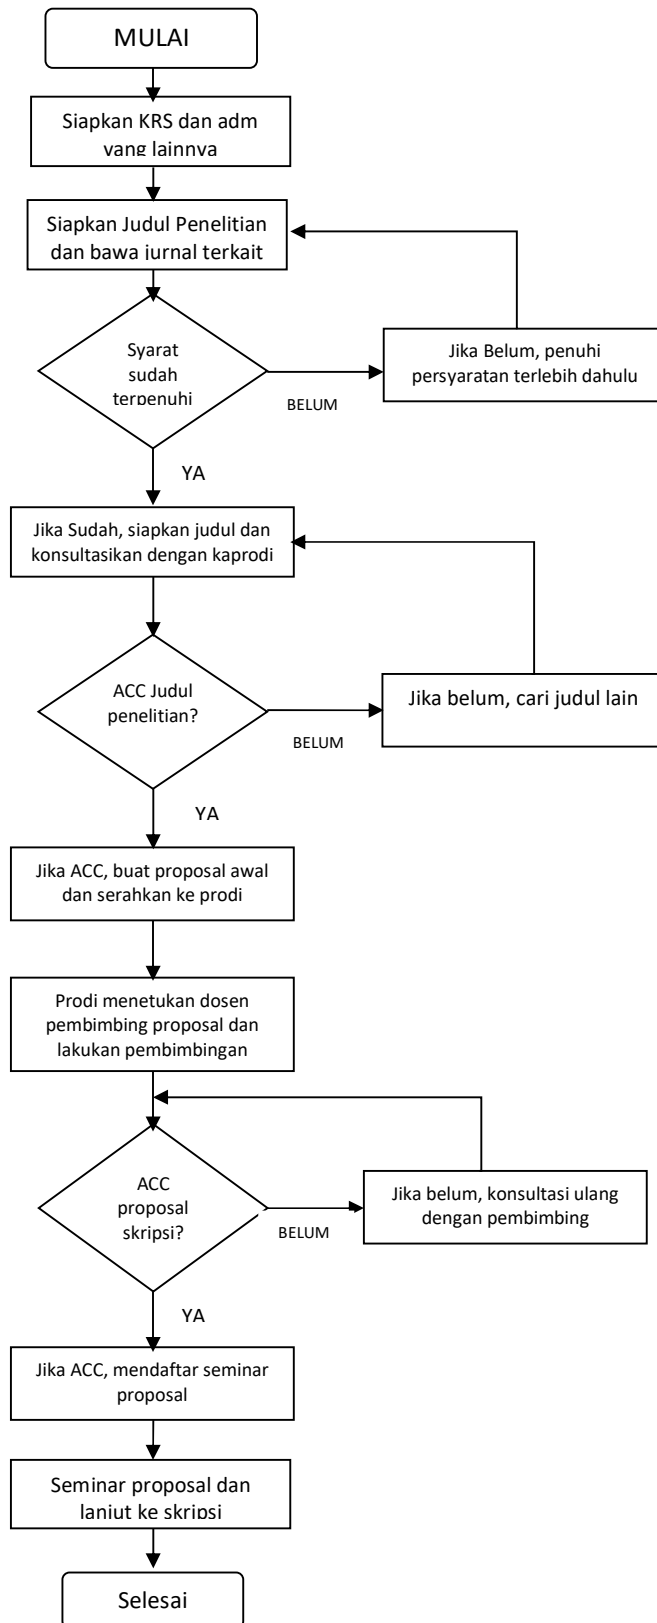 MULAI
Siapkan KRS dan adm
yang lainnya
Siapkan Judul Penelitian
dan bawa jurnal terkait
Syarat
sudah
terpenuhi
BELUM
Jika Belum, penuhi
persyaratan terlebih dahulu
YA
Jika Sudah, siapkan judul dan
konsultasikan dengan kaprodi
ACC Judul
penelitian?
BELUM
Jika belum, cari judul lain
YA
Jika ACC, buat proposal awal
dan serahkan ke prodi
Prodi menetukan dosen
pembimbing proposal dan
lakukan pembimbingan
ACC
proposal
skripsi?
BELUM
Jika belum, konsultasi ulang
dengan pembimbing
YA
Jika ACC, mendaftar seminar
proposal
Seminar proposal dan
lanjut ke skripsi
Selesai